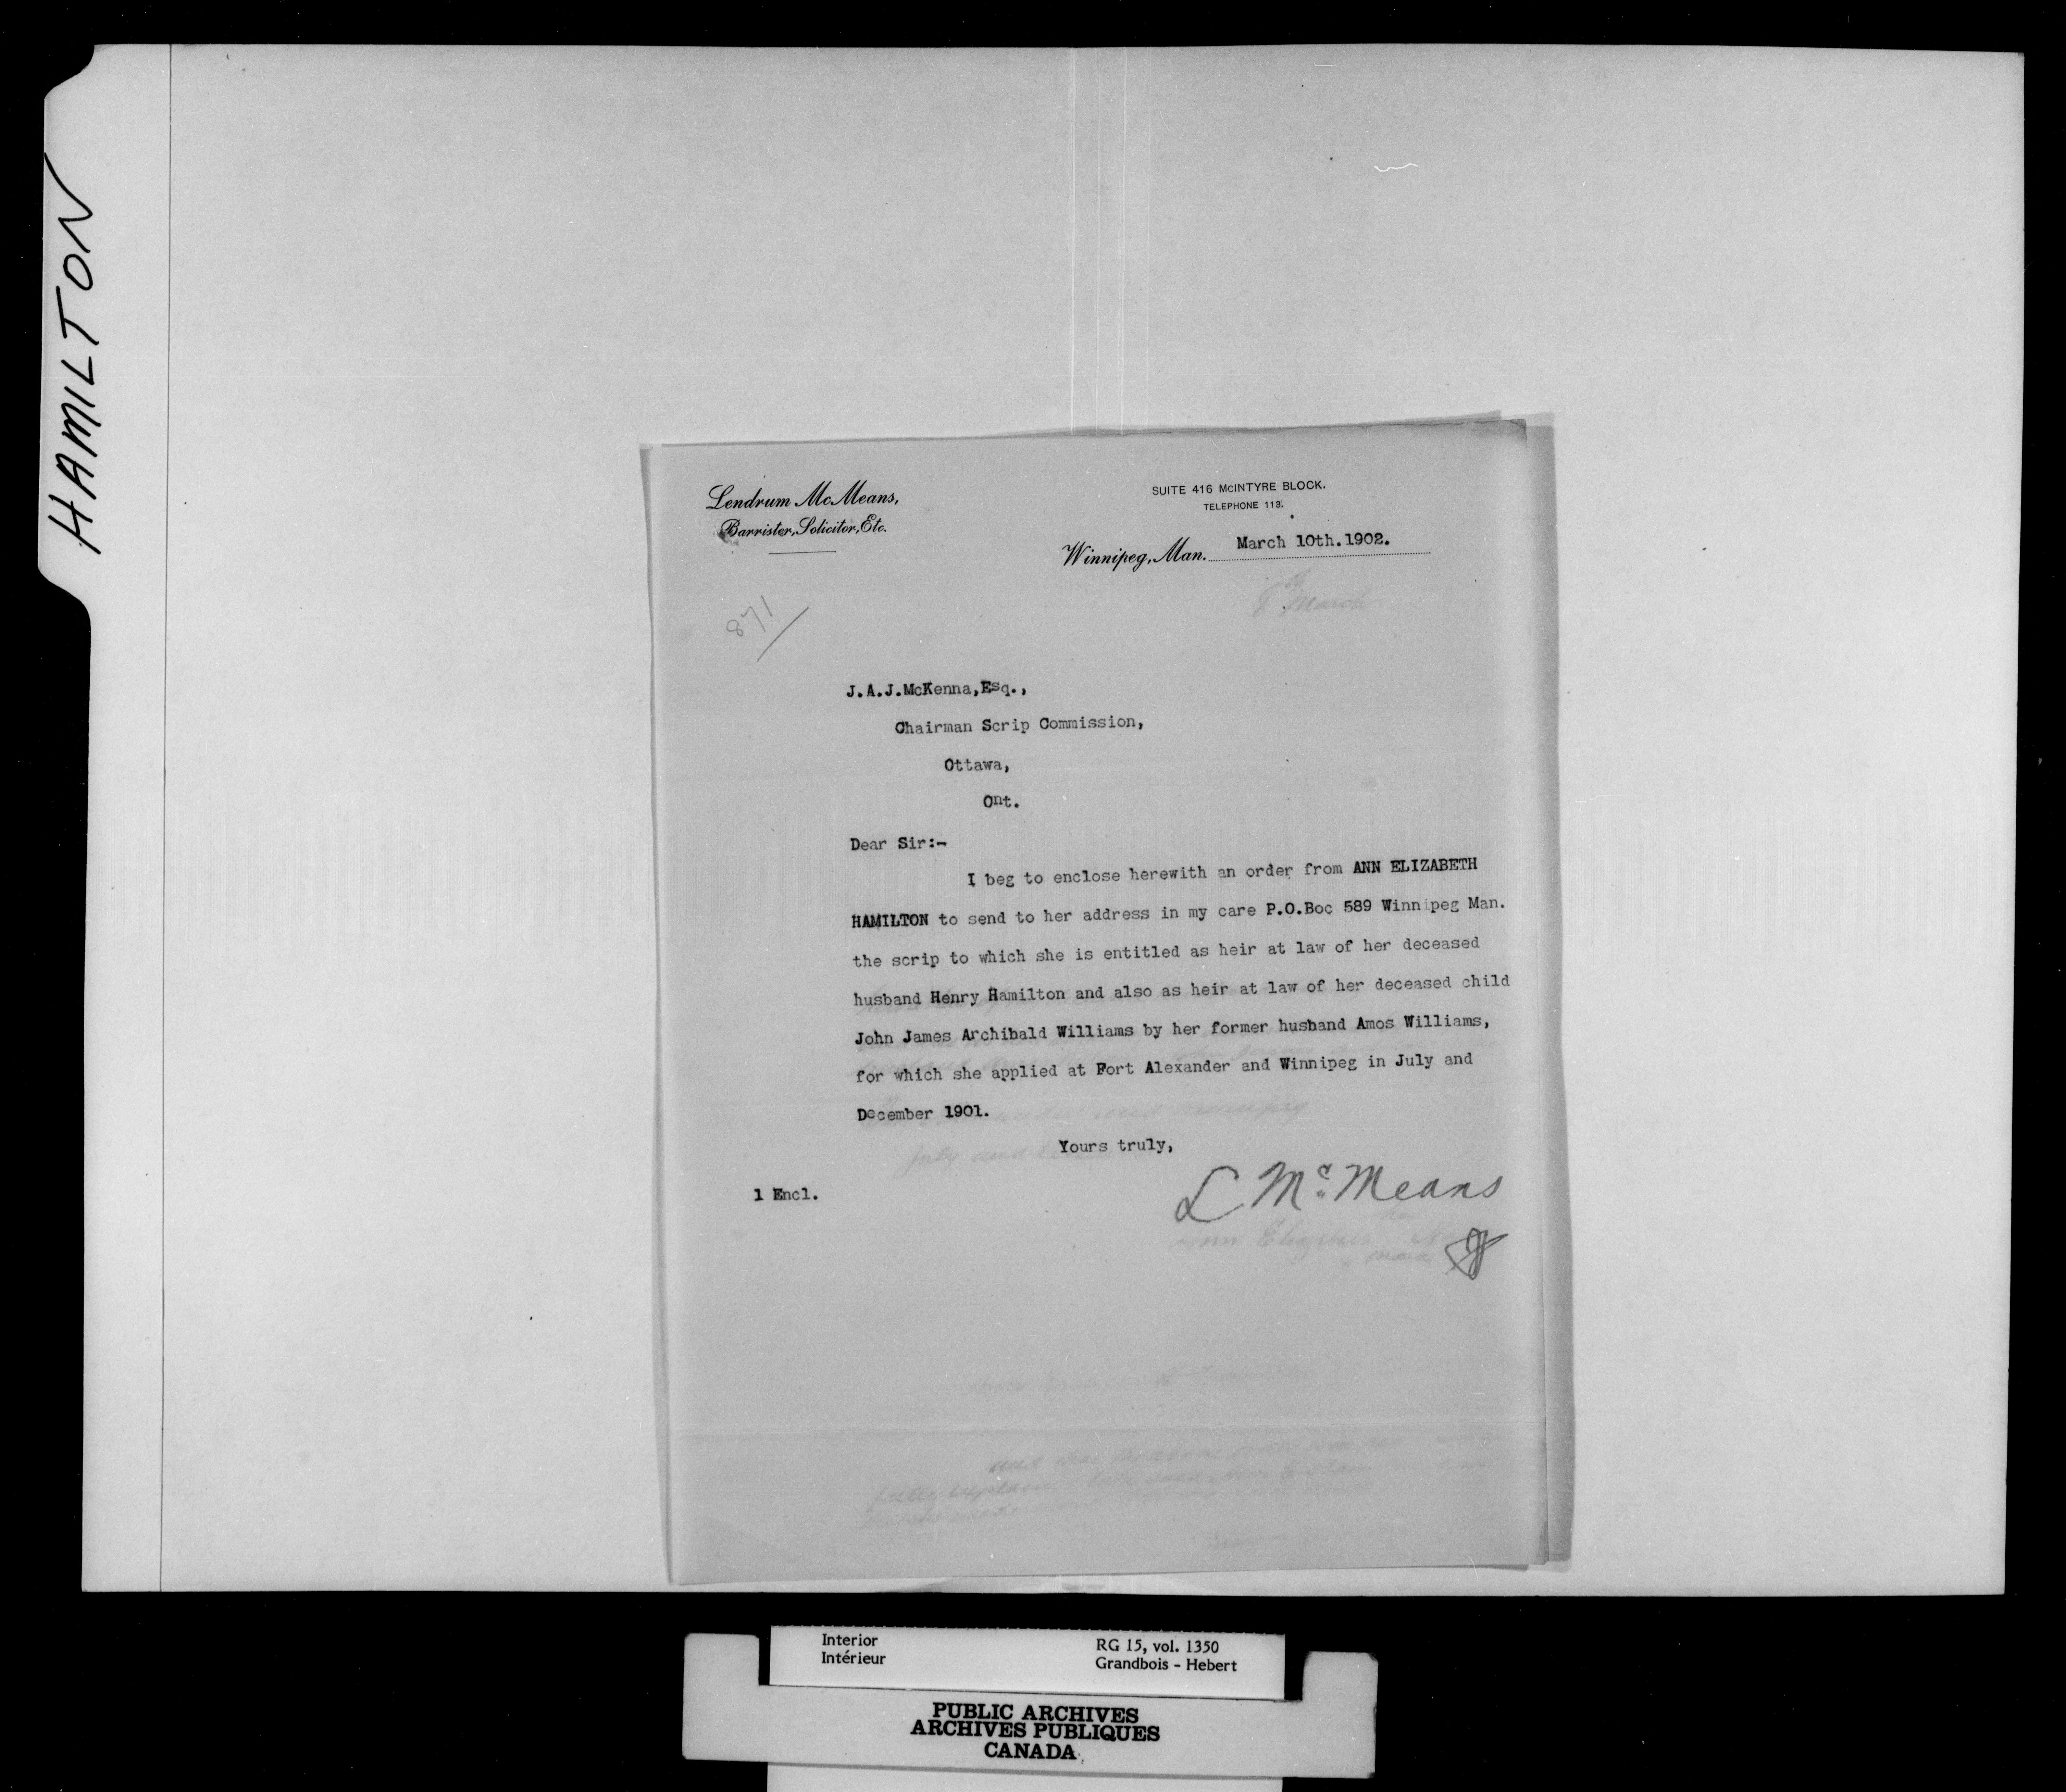 HAMILTON
Lendrum McMeans,
Barrister, Solicitor, Etc.
SUITE 416 McINTYRE BLOCK.
TELEPHONE 113.
Winnipeg, Man. March 10th.1902.
March
871
J.A.J.McKenna,Esq.,
Chairman Scrip Commission,
Ottawa,
Ont.
Dear Sir:-
I beg to enclose herewith an order from ANN ELIZABETH
HAMILTON to send to her address in my care P.O.Boc 589 Winnipeg Man.
the scrip to which she is entitled as heir at law of her deceased
husband Henry Hamilton and also as heir at law of her deceased child
John James Archibald Williams by her former husband Amos Williams,
for which she applied at Fort Alexander and Winnipeg in July and
December 1901.
Yours truly,
1 Encl.
L McMeans
Interior
Intérieur
RG 15, vol. 1350
Grandbois - Hebert
PUBLIC ARCHIVES
ARCHIVES PUBLIQUES
CANADA